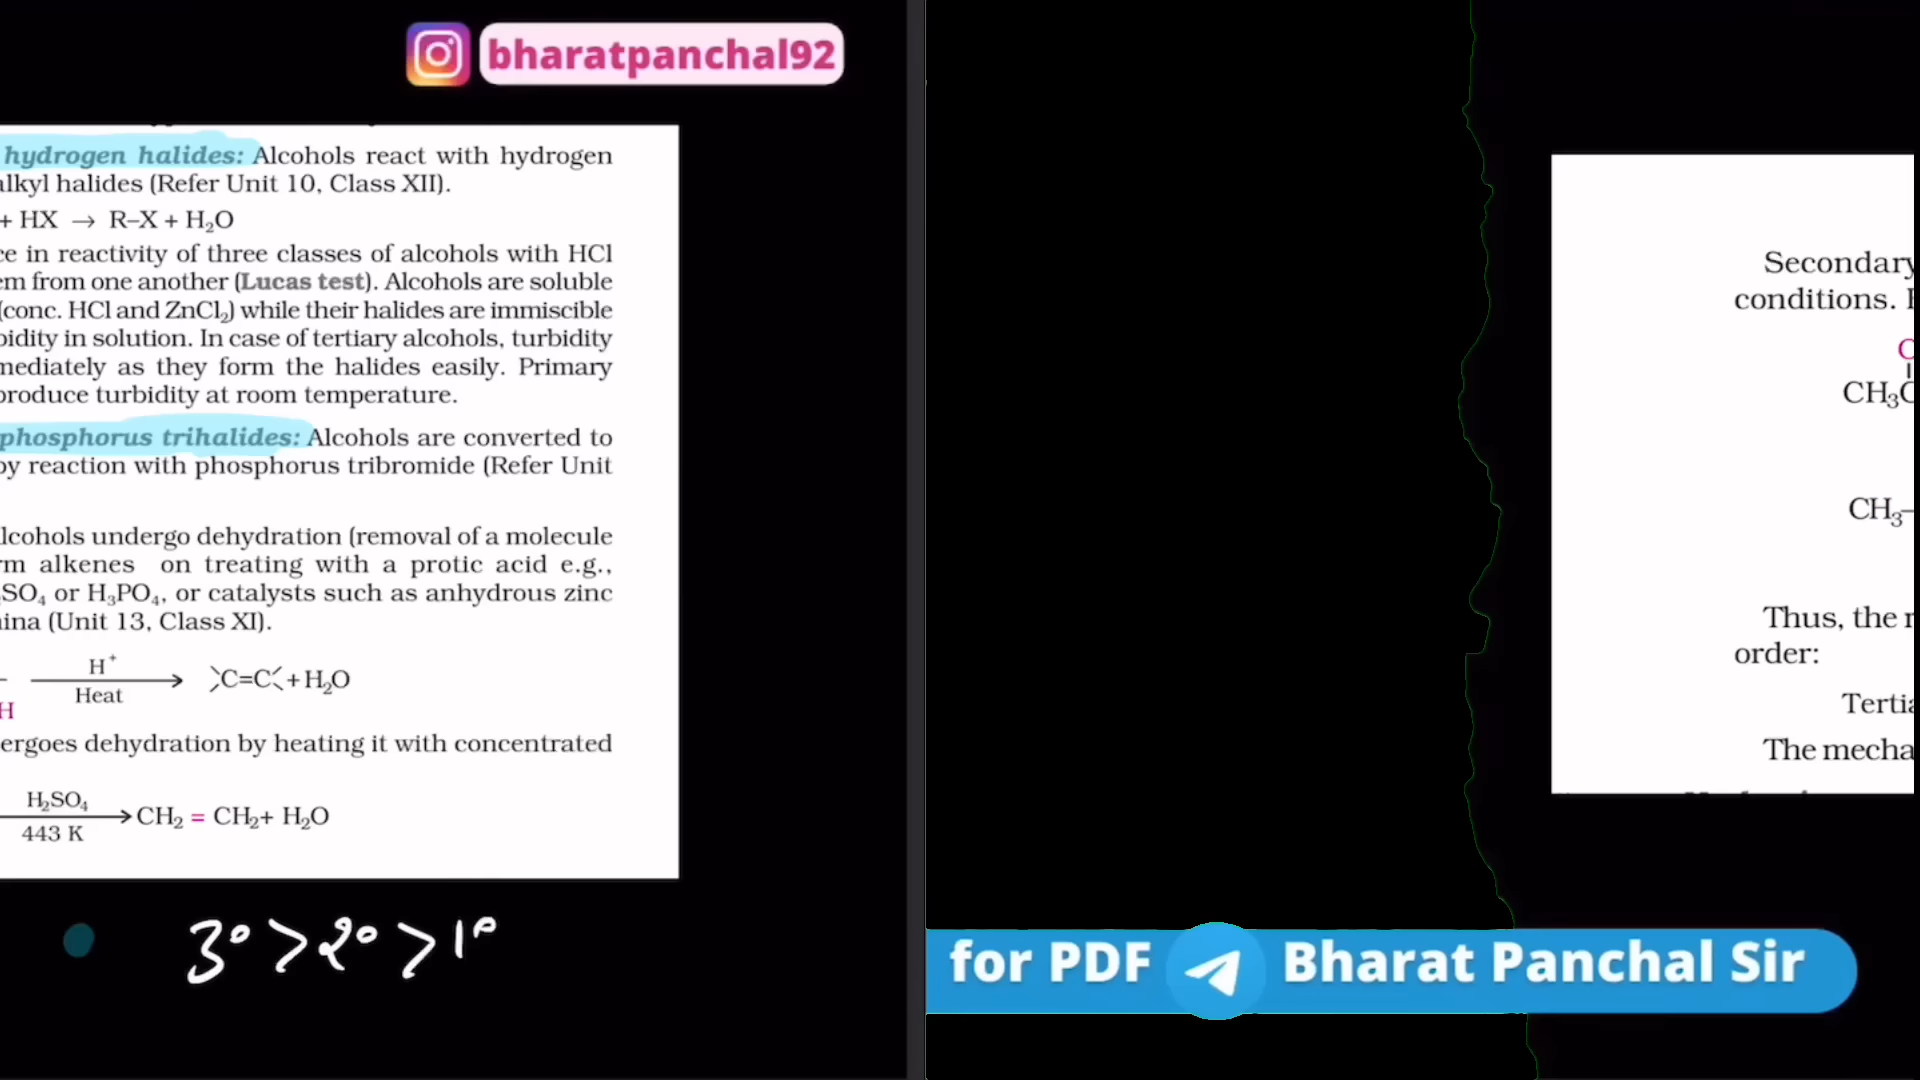 bharatpanchal92
hydrogen halides: Alcohols react with hydrogen
alkyl halides (Refer Unit 10, Class XII).
+ HX → R–X + H₂O
in reactivity of three classes of alcohols with HCl
from one another (Lucas test). Alcohols are soluble
(conc. HCl and ZnCl₂) while their halides are immiscible
in solution. In case of tertiary alcohols, turbidity
as they form the halides easily. Primary
produce turbidity at room temperature.
phosphorus trihalides: Alcohols are converted to
by reaction with phosphorus tribromide (Refer Unit
lcohols undergo dehydration (removal of a molecule
alkenes on treating with a protic acid e.g.,
SO₄ or H₃PO₄, or catalysts such as anhydrous zinc
ina (Unit 13, Class XI).
H⁺
Heat
C=C + H₂O
H
ergoes dehydration by heating it with concentrated
H₂SO₄
443 K
CH₂ = CH₂+ H₂O
3° > 2° > 1°
Secondary
conditions.
CH₃C
CH₃–
Thus, the
order:
Tertia
The mecha
for PDF Bharat Panchal Sir